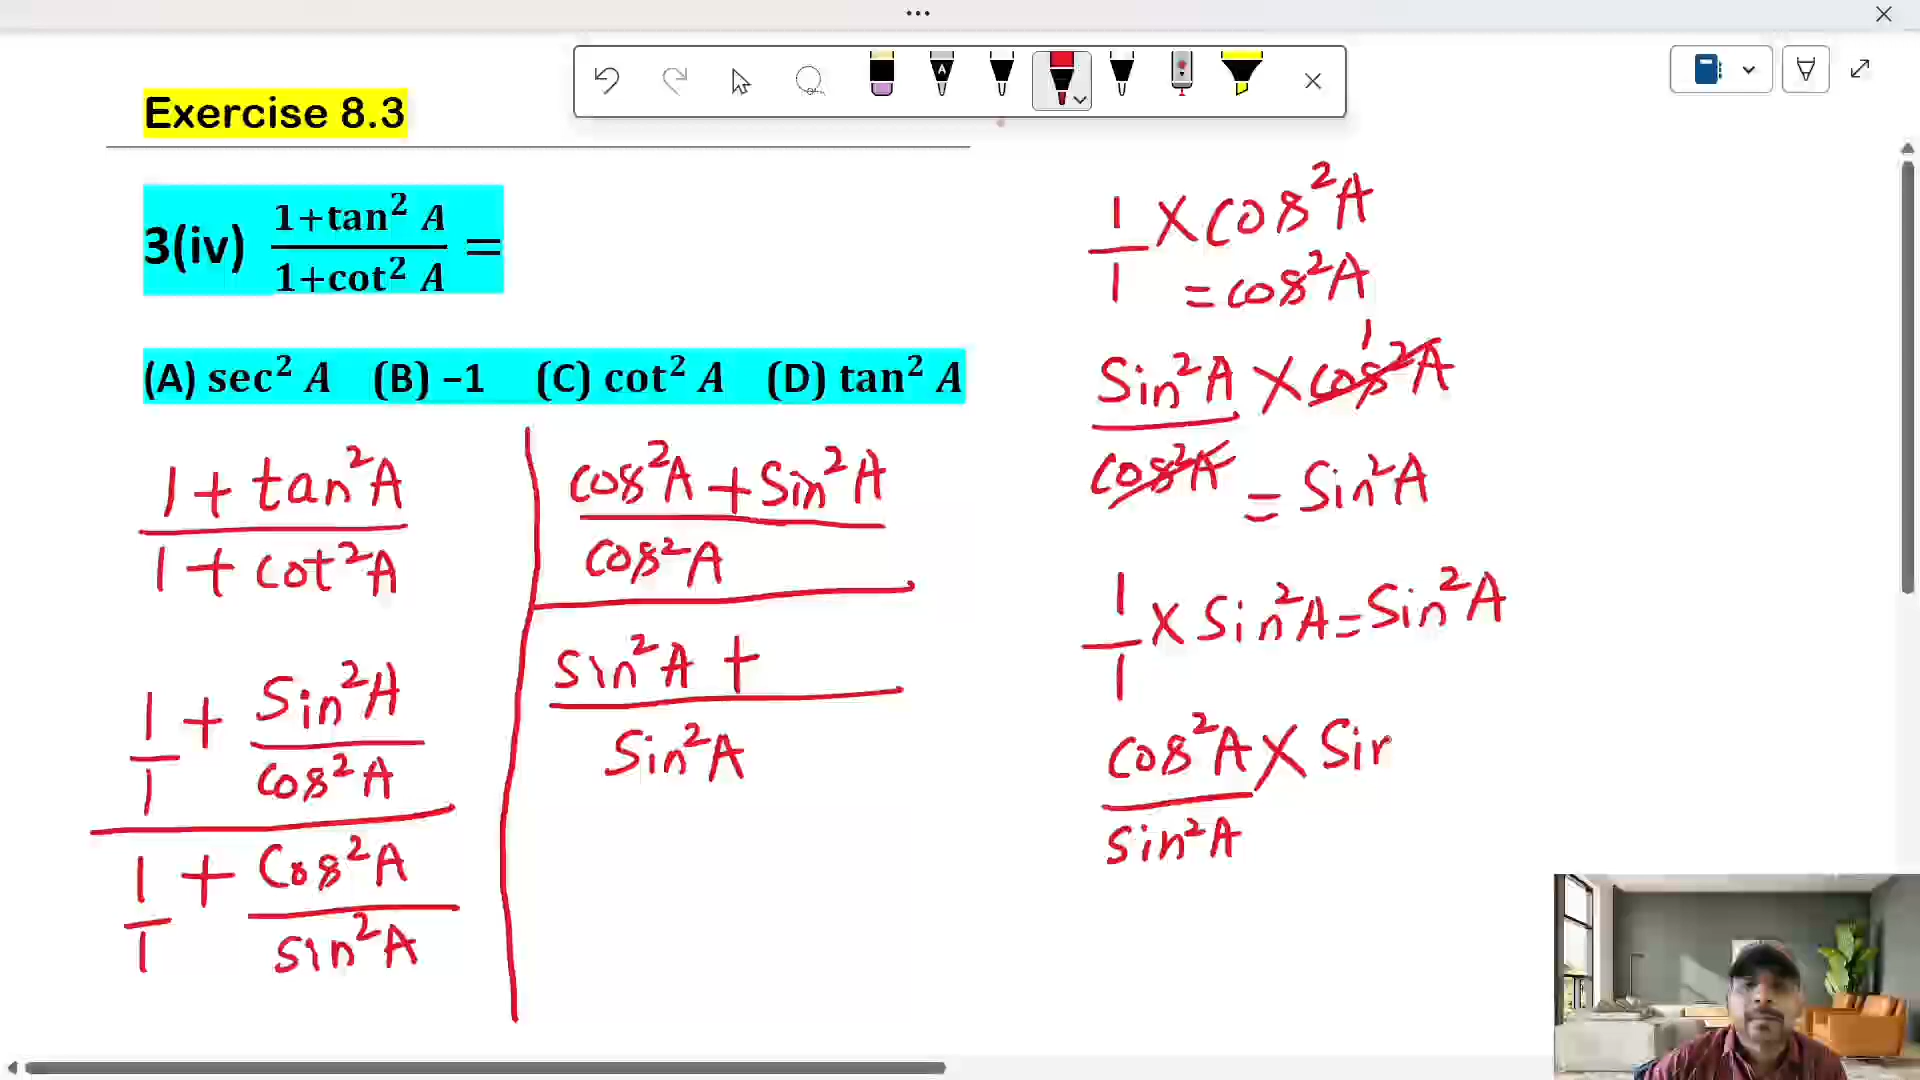 Exercise 8.3
3(iv) (1+tan² A)/(1+cot² A) =
(A) sec² A (B) –1 (C) cot² A (D) tan² A
1 + tan²A
1 + cot²A
1/1 + Sin²A/cos²A
1/1 + Cos²A/sin²A
cos²A + Sin²A
cos²A
sin²A +
Sin²A
1/1 × cos²A
= cos²A
Sin²A/cos²A × cos²A 1
= Sin²A
1/1 × Sin²A = Sin²A
cos²A/sin²A × Sin